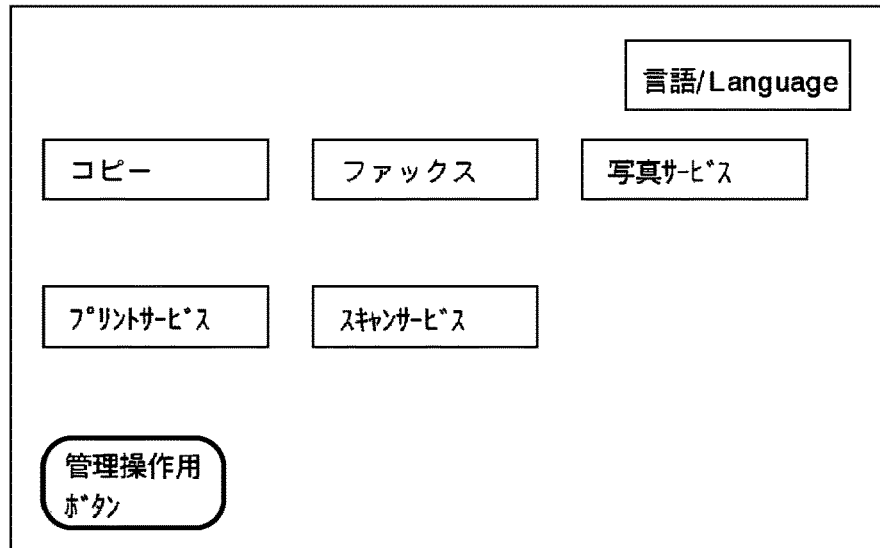 言語/Language
コピー
ファックス
写真ｻｰﾋﾞｽ
ﾌﾟﾘﾝﾄｻｰﾋﾞｽ
ｽｷｬﾝｻｰﾋﾞｽ
管理操作用
ﾎﾞﾀﾝ